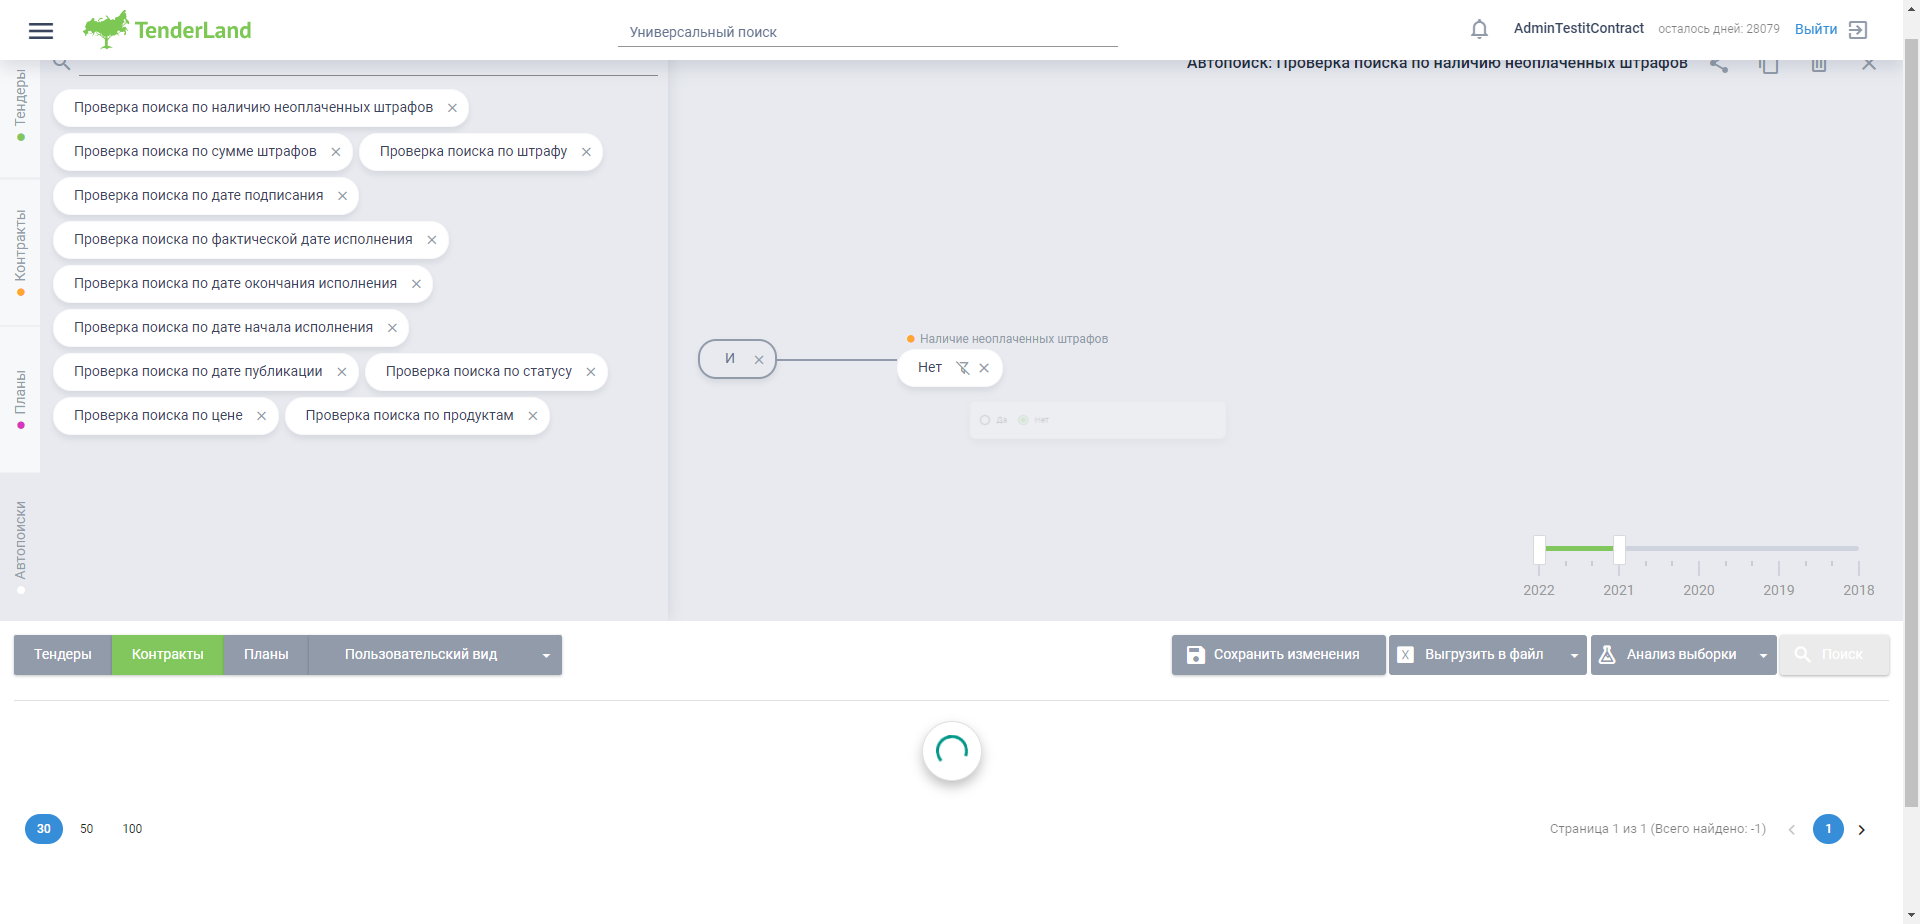 TenderLand
Универсальный поиск
AdminTestitContract
осталось дней: 28079
Выйти
Автопоиск: Проверка поиска по наличию неоплаченных штрафов
Тендеры
Контракты
Планы
Автопоиски
Проверка поиска по наличию неоплаченных штрафов
Проверка поиска по сумме штрафов
Проверка поиска по штрафу
Проверка поиска по дате подписания
Проверка поиска по фактической дате исполнения
Проверка поиска по дате окончания исполнения
Проверка поиска по дате начала исполнения
Проверка поиска по дате публикации
Проверка поиска по статусу
Проверка поиска по цене
Проверка поиска по продуктам
И
Наличие неоплаченных штрафов
Нет
Да Нет
2022 2021 2020 2019 2018
Тендеры Контракты Планы Пользовательский вид
Сохранить изменения X Выгрузить в файл Анализ выборки Поиск
30 50 100
Страница 1 из 1 (Всего найдено: -1) 1